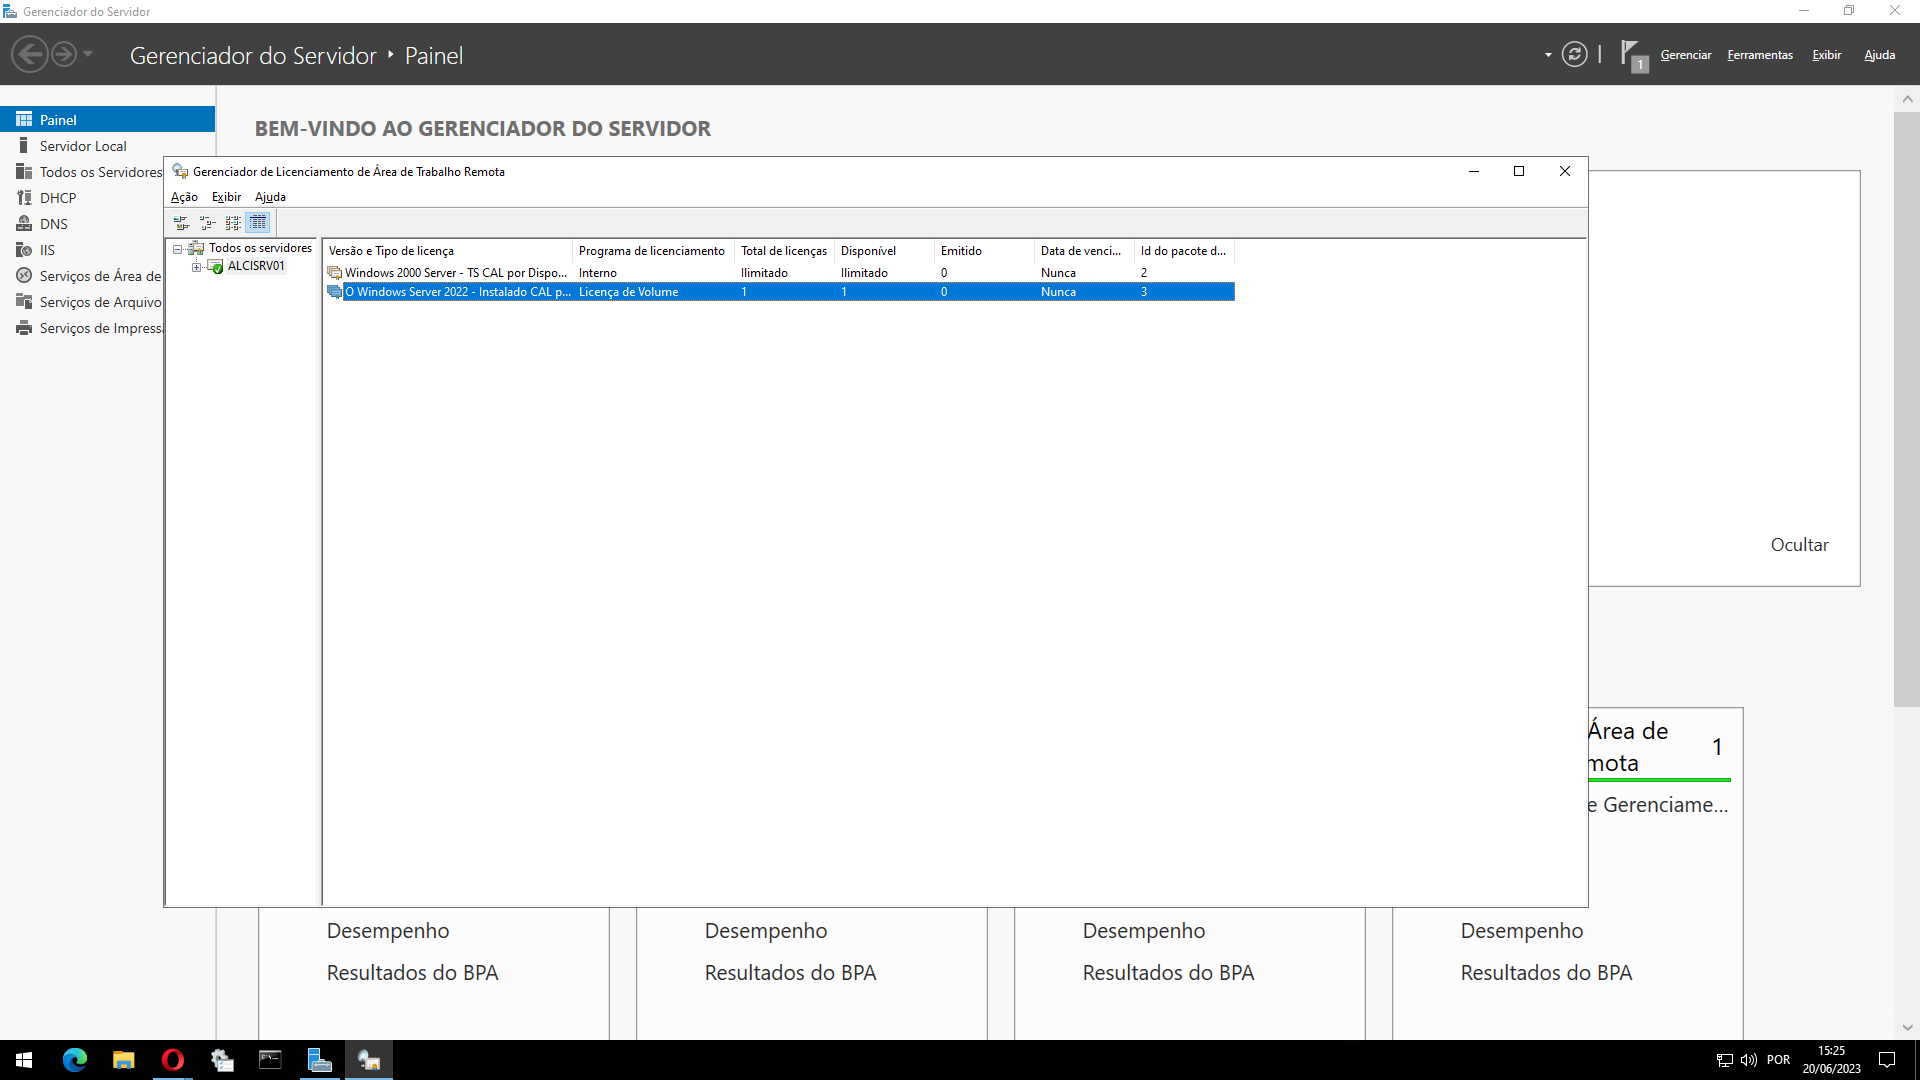 Gerenciador do Servidor
Gerenciador do Servidor ‣ Painel
1
Gerenciar Ferramentas Exibir Ajuda
Painel
Servidor Local
Todos os Servidores
DHCP
DNS
IIS
Serviços de Área de
Serviços de Arquivo
Serviços de Impress
BEM-VINDO AO GERENCIADOR DO SERVIDOR
Gerenciador de Licenciamento de Área de Trabalho Remota
Ação Exibir Ajuda
Todos os servidores
ALCISRV01
Versão e Tipo de licença Programa de licenciamento Total de licenças Disponível Emitido Data de venci... Id do pacote d...
Windows 2000 Server - TS CAL por Dispo... Interno Ilimitado Ilimitado 0 Nunca 2
O Windows Server 2022 - Instalado CAL p... Licença de Volume 1 1 0 Nunca 3
Ocultar
Área de
mota
1
e Gerenciame...
Desempenho Desempenho Desempenho Desempenho
Resultados do BPA Resultados do BPA Resultados do BPA Resultados do BPA
POR
15:25
20/06/2023